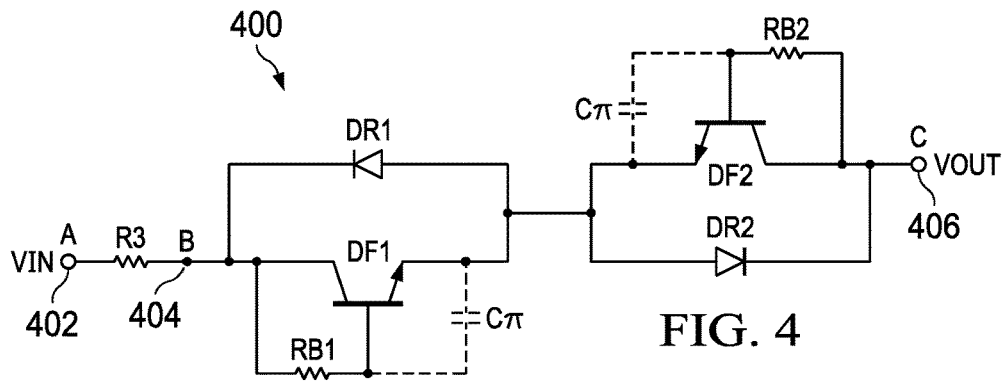 400
RB2
Cπ
DR1
C
VOUT
DF2
406
A
R3
B
DF1
DR2
VIN
402
404
Cπ
RB1
FIG. 4